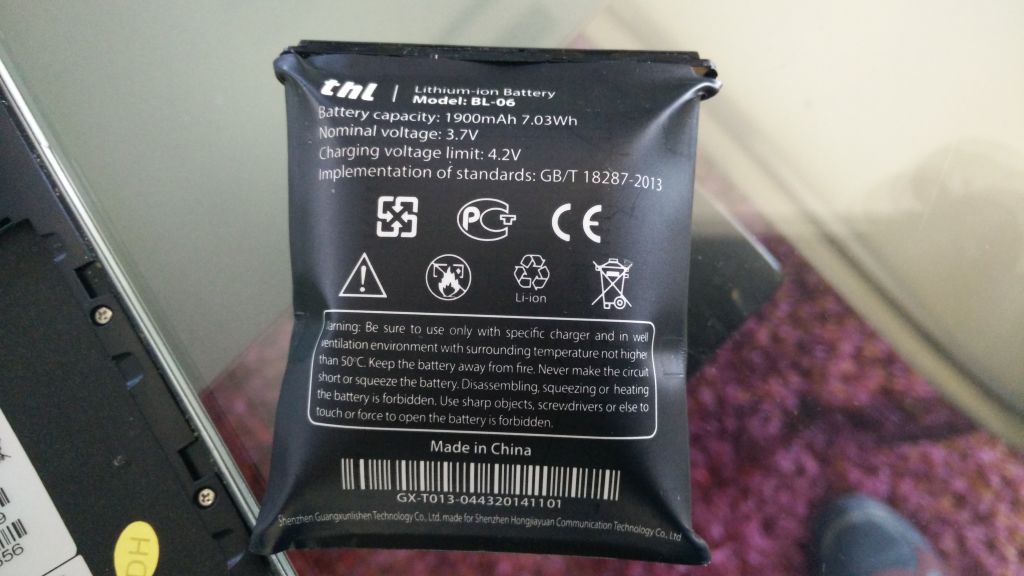 thL | Lithium-ion Battery
Model: BL-06
Battery capacity: 1900mAh 7.03Wh
Nominal voltage: 3.7V
Charging voltage limit: 4.2V
Implementation of standards: GB/T 18287-2013
PCT
CE
Li-ion
arning: Be sure to use only with specific charger and in well
ventilation environment with surrounding temperature not higher
than 50°C. Keep the battery away from fire. Never make the circuit
short or squeeze the battery. Disassembling, squeezing or heating
the battery is forbidden. Use sharp objects, screwdrivers or else to
touch or force to open the battery is forbidden.
Made in China
GX-T013-044320141101
Shenzhen Guangxunlishen Technology Co., Ltd. made for Shenzhen Hongjiayuan Communication Technology Co., Ltd